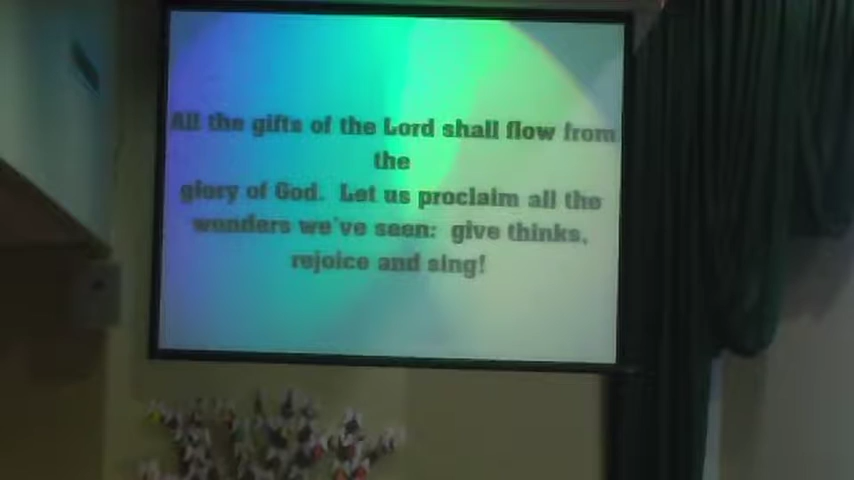 All the gifts of the Lord shall flow from
the
glory of God.  Let us proclaim all the
wonders we've seen:  give thinks,
rejoice and sing!